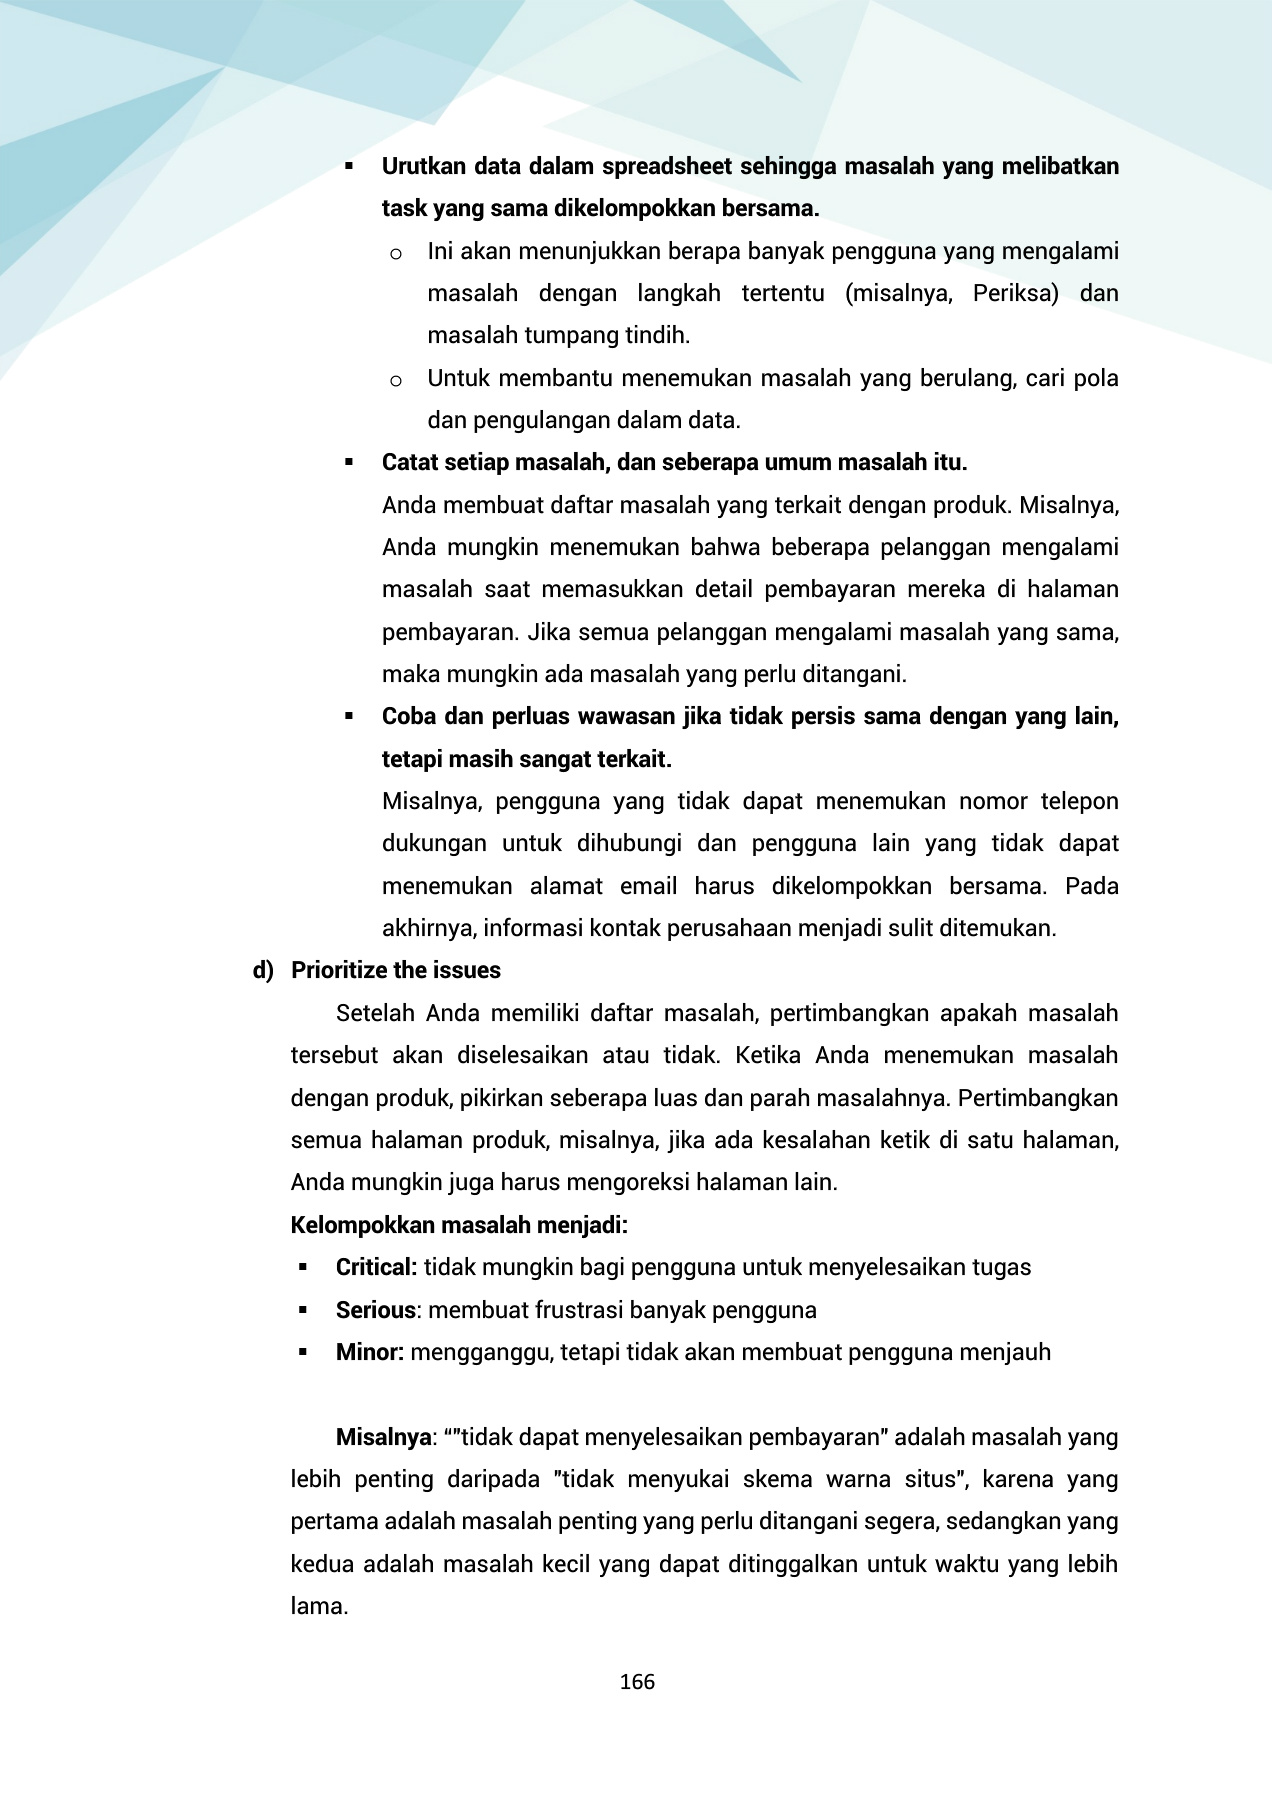 ▪ Urutkan data dalam spreadsheet sehingga masalah yang melibatkan
task yang sama dikelompokkan bersama.
o Ini akan menunjukkan berapa banyak pengguna yang mengalami
masalah dengan langkah tertentu (misalnya, Periksa) dan
masalah tumpang tindih.
o Untuk membantu menemukan masalah yang berulang, cari pola
dan pengulangan dalam data.
▪ Catat setiap masalah, dan seberapa umum masalah itu.
Anda membuat daftar masalah yang terkait dengan produk. Misalnya,
Anda mungkin menemukan bahwa beberapa pelanggan mengalami
masalah saat memasukkan detail pembayaran mereka di halaman
pembayaran. Jika semua pelanggan mengalami masalah yang sama,
maka mungkin ada masalah yang perlu ditangani.
▪ Coba dan perluas wawasan jika tidak persis sama dengan yang lain,
tetapi masih sangat terkait.
Misalnya, pengguna yang tidak dapat menemukan nomor telepon
dukungan untuk dihubungi dan pengguna lain yang tidak dapat
menemukan alamat email harus dikelompokkan bersama. Pada
akhirnya, informasi kontak perusahaan menjadi sulit ditemukan.
d) Prioritize the issues
Setelah Anda memiliki daftar masalah, pertimbangkan apakah masalah
tersebut akan diselesaikan atau tidak. Ketika Anda menemukan masalah
dengan produk, pikirkan seberapa luas dan parah masalahnya. Pertimbangkan
semua halaman produk, misalnya, jika ada kesalahan ketik di satu halaman,
Anda mungkin juga harus mengoreksi halaman lain.
Kelompokkan masalah menjadi:
▪ Critical: tidak mungkin bagi pengguna untuk menyelesaikan tugas
▪ Serious: membuat frustrasi banyak pengguna
▪ Minor: mengganggu, tetapi tidak akan membuat pengguna menjauh
Misalnya: “"tidak dapat menyelesaikan pembayaran" adalah masalah yang
lebih penting daripada "tidak menyukai skema warna situs", karena yang
pertama adalah masalah penting yang perlu ditangani segera, sedangkan yang
kedua adalah masalah kecil yang dapat ditinggalkan untuk waktu yang lebih
lama.
166